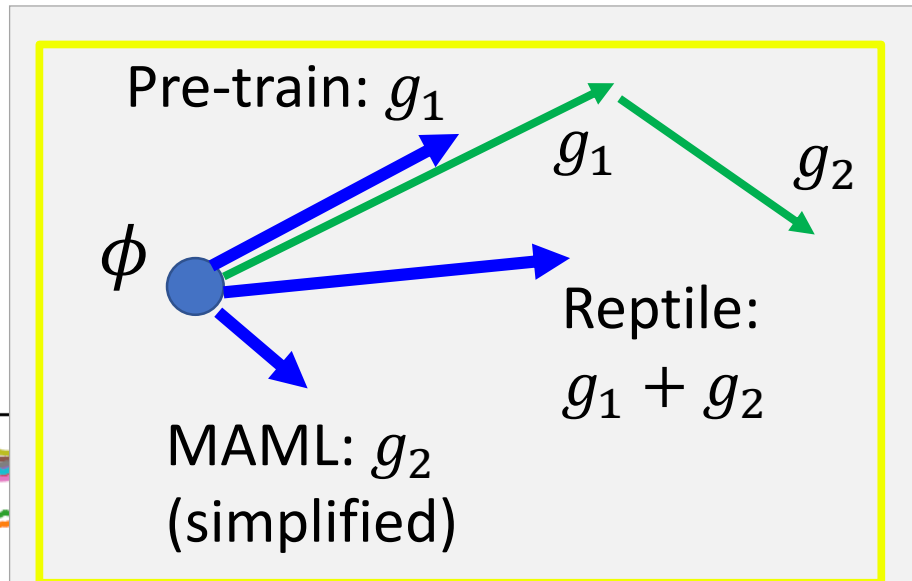 Pre-train: g₁
g₁
g₂
ϕ
Reptile:
g₁ + g₂
MAML: g₂
(simplified)